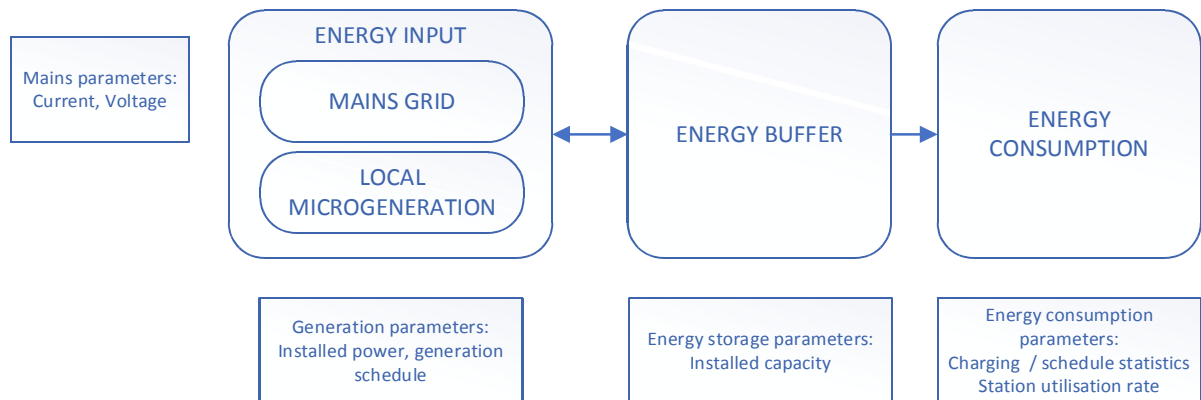 Mains parameters:
Current, Voltage
ENERGY INPUT
MAINS GRID
LOCAL
MICROGENERATION
ENERGY BUFFER
ENERGY
CONSUMPTION
Generation parameters:
Installed power, generation
schedule
Energy storage parameters:
Installed capacity
Energy consumption
parameters:
Charging / schedule statistics
Station utilisation rate